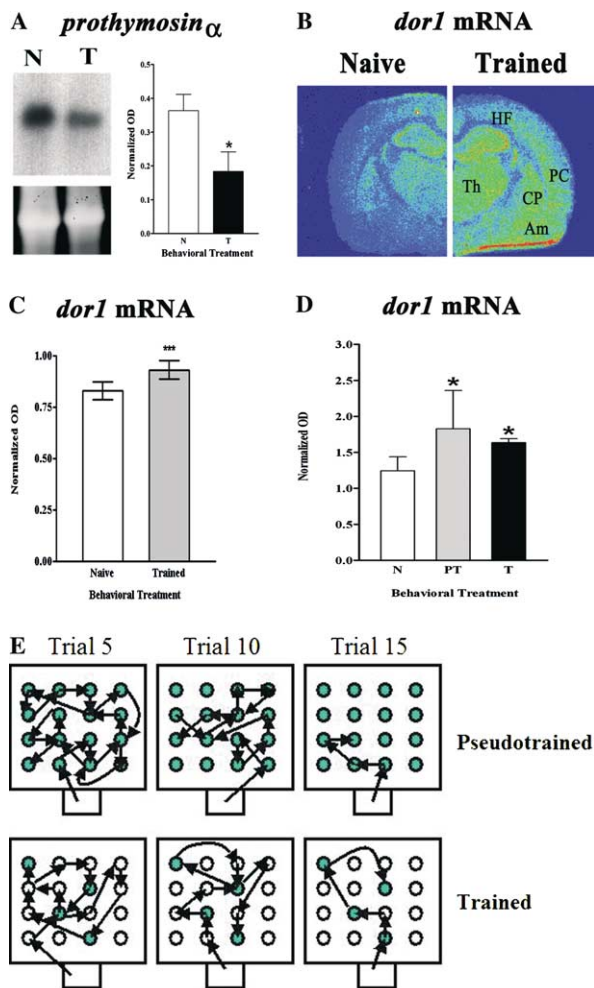 A prothymosinα
N T
0.5
0.4
0.3
0.2
0.1
0.0
Normalized OD
*
N T
Behavioral Treatment
B dor1 mRNA
Naive Trained
HF
Th
PC
CP
Am
C dor1 mRNA
1.00
0.75
0.50
0.25
0.00
Normalized OD
***
Naive Trained
Behavioral Treatment
D dor1 mRNA
3.0
2.5
2.0
1.5
1.0
0.5
0.0
Normalized OD
* *
N PT T
Behavioral Treatment
E Trial 5 Trial 10 Trial 15
Pseudotrained
Trained